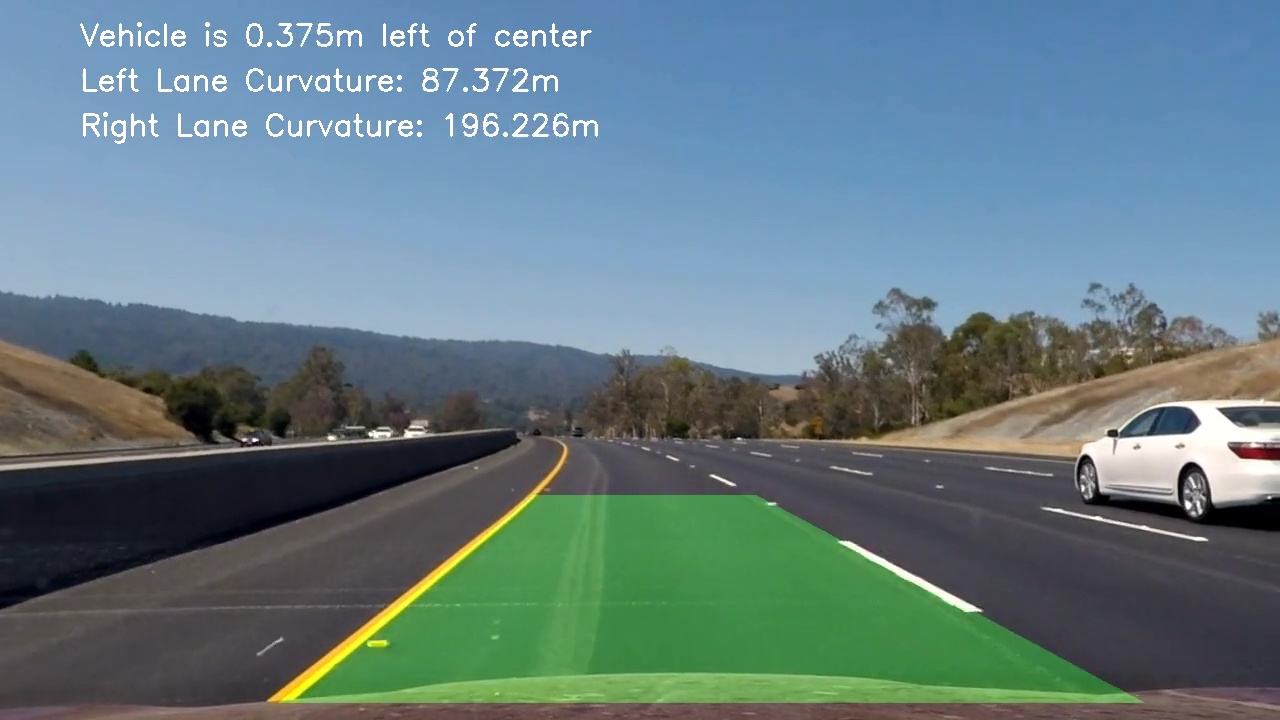 Vehicle is 0.375m left of center
Left Lane Curvature: 87.372m
Right Lane Curvature: 196.226m